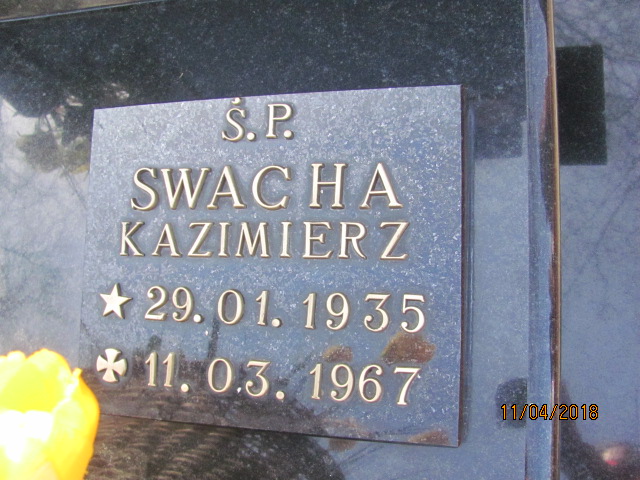 Ś.P.
SWACHA
KAZIMIERZ
29.01.1935
11.03.1967
11/04/2018